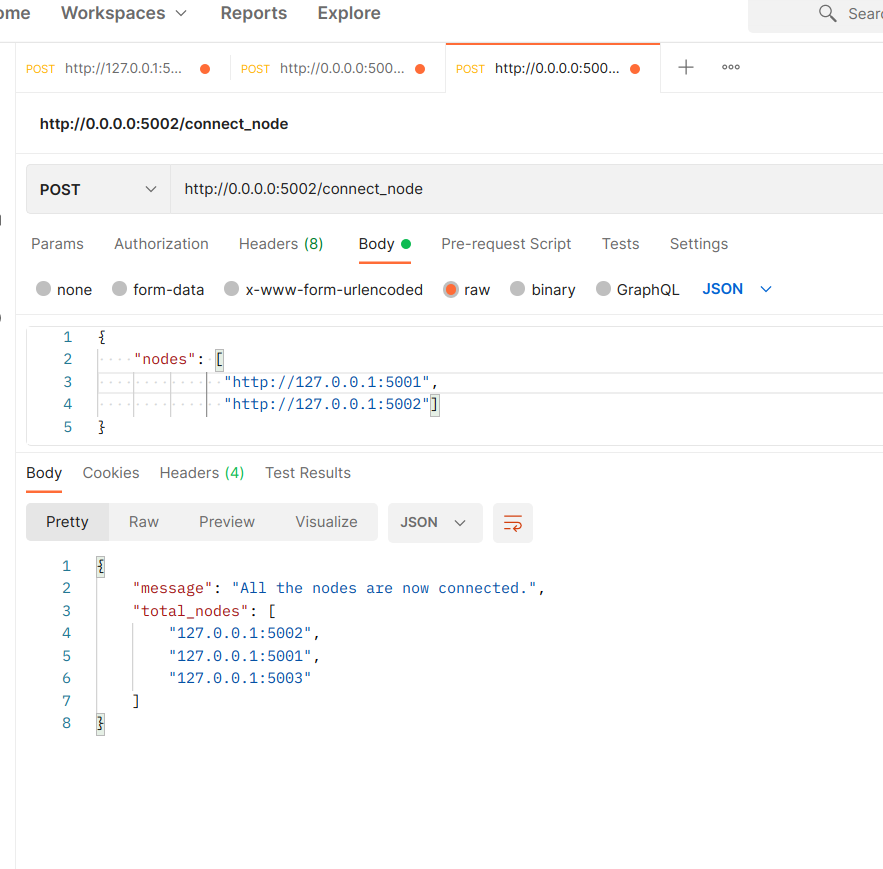 ome Workspaces Reports Explore Sear
POST http://127.0.0.1:5... POST http://0.0.0.0:500... POST http://0.0.0.0:500...
http://0.0.0.0:5002/connect_node
POST http://0.0.0.0:5002/connect_node
Params Authorization Headers (8) Body Pre-request Script Tests Settings
none form-data x-www-form-urlencoded raw binary GraphQL JSON
1 {
2 "nodes": [
3 "http://127.0.0.1:5001",
4 "http://127.0.0.1:5002"]
5 }
Body Cookies Headers (4) Test Results
Pretty Raw Preview Visualize JSON
1 {
2 "message": "All the nodes are now connected.",
3 "total_nodes": [
4 "127.0.0.1:5002",
5 "127.0.0.1:5001",
6 "127.0.0.1:5003"
7 ]
8 }